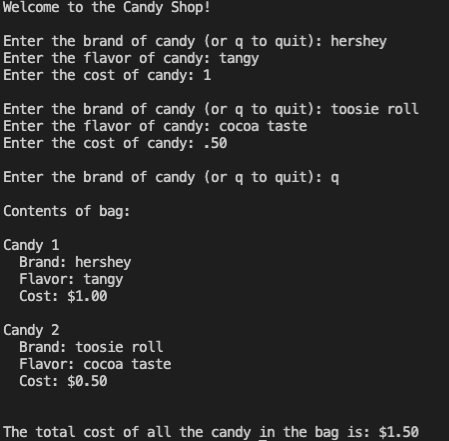 Welcome to the Candy Shop!
Enter the brand of candy (or q to quit): hershey
Enter the flavor of candy: tangy
Enter the cost of candy: 1
Enter the brand of candy (or q to quit): toosie roll
Enter the flavor of candy: cocoa taste
Enter the cost of candy: .50
Enter the brand of candy (or q to quit): q
Contents of bag:
Candy 1
Brand: hershey
Flavor: tangy
Cost: $1.00
Candy 2
Brand: toosie roll
Flavor: cocoa taste
Cost: $0.50
The total cost of all the candy in the bag is: $1.50